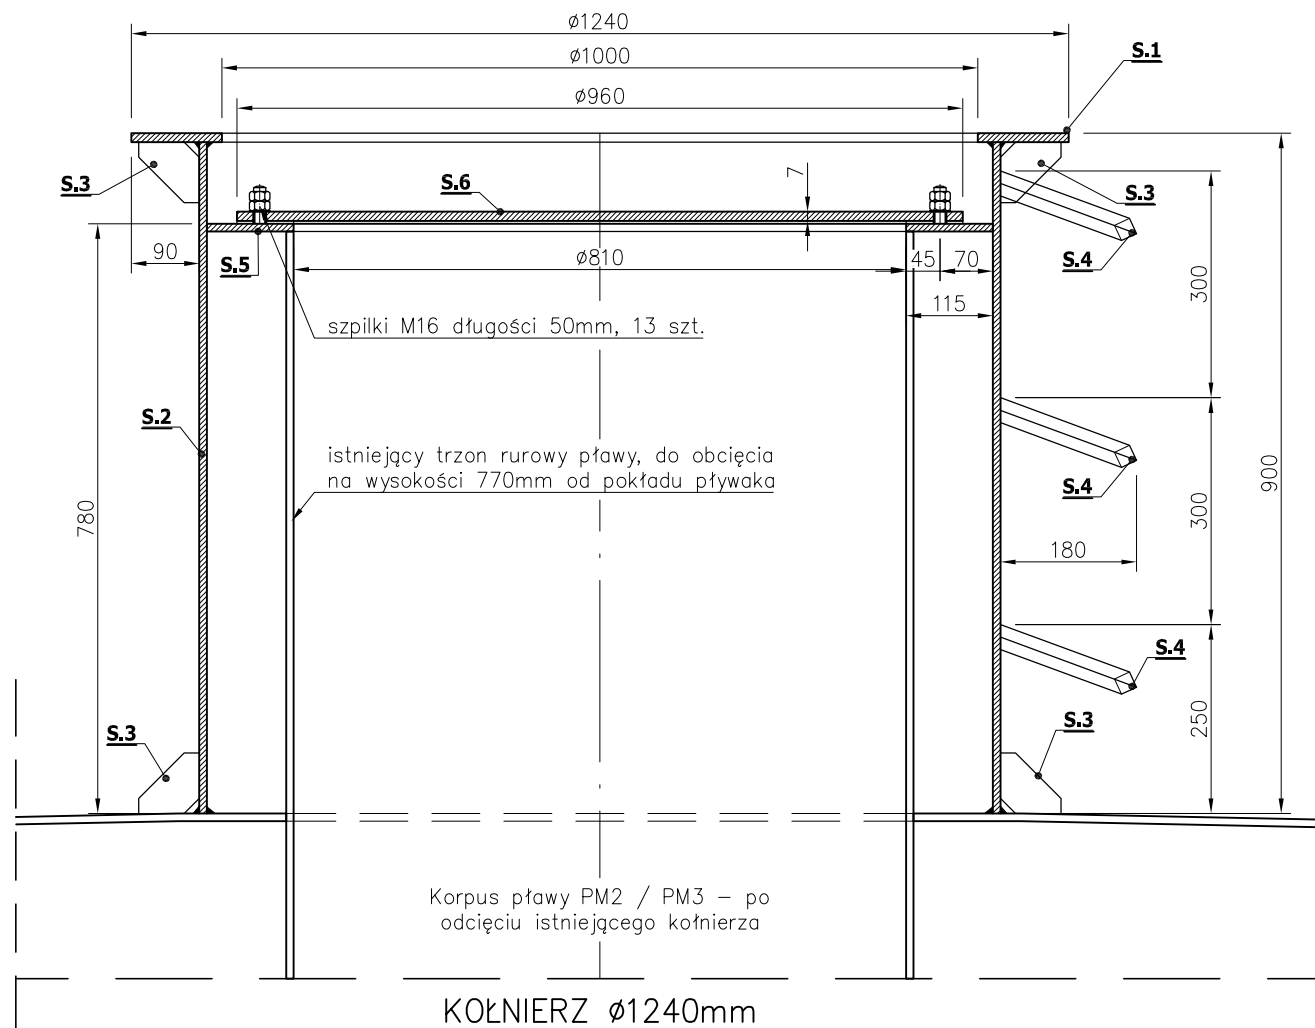 ø1240
S.1
ø1000
ø960
S.3
S.6
7
S.3
90
S.5
ø810
45
70
S.4
115
300
szpilki M16 długości 50mm, 13 szt.
S.2
istniejący trzon rurowy pławy, do obcięcia
na wysokości 770mm od pokładu pływaka
S.4
900
780
300
180
S.4
S.3
S.3
250
Korpus pławy PM2 / PM3 – po
odcięciu istniejącego kołnierza
KOŁNIERZ ø1240mm